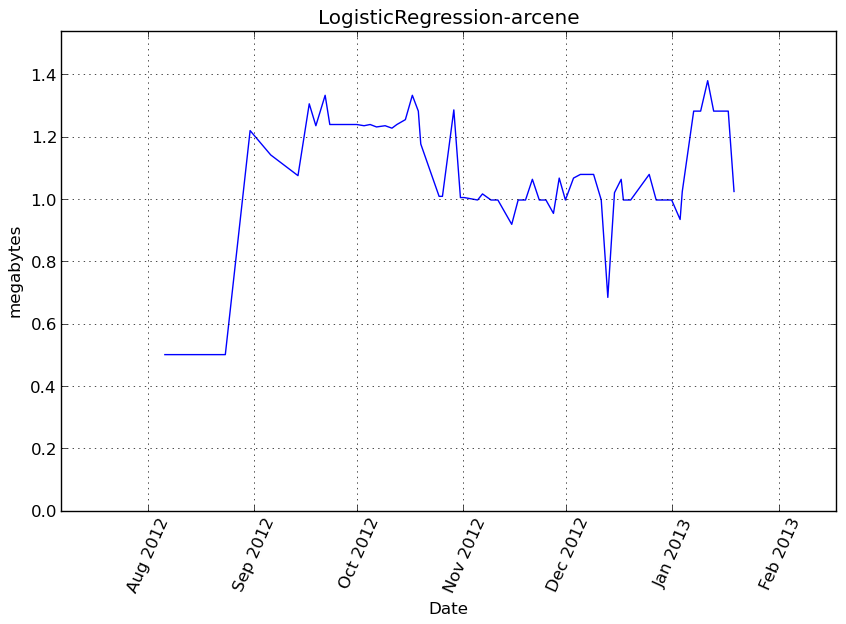 LogisticRegression-arcene
1.4
1.2
1.0
0.8
0.6
0.4
0.2
0.0
megabytes
Aug 2012
Sep 2012
Oct 2012
Nov 2012
Dec 2012
Jan 2013
Feb 2013
Date